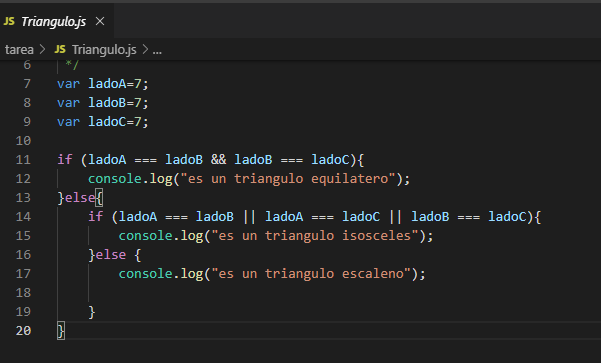 JS Triangulo.js ×
tarea > JS Triangulo.js > ...
6 */
7 var ladoA=7;
8 var ladoB=7;
9 var ladoC=7;
10
11 if (ladoA === ladoB && ladoB === ladoC){
12 console.log("es un triangulo equilatero");
13 }else{
14 if (ladoA === ladoB || ladoA === ladoC || ladoB === ladoC){
15 console.log("es un triangulo isosceles");
16 }else {
17 console.log("es un triangulo escaleno");
18
19 }
20 }